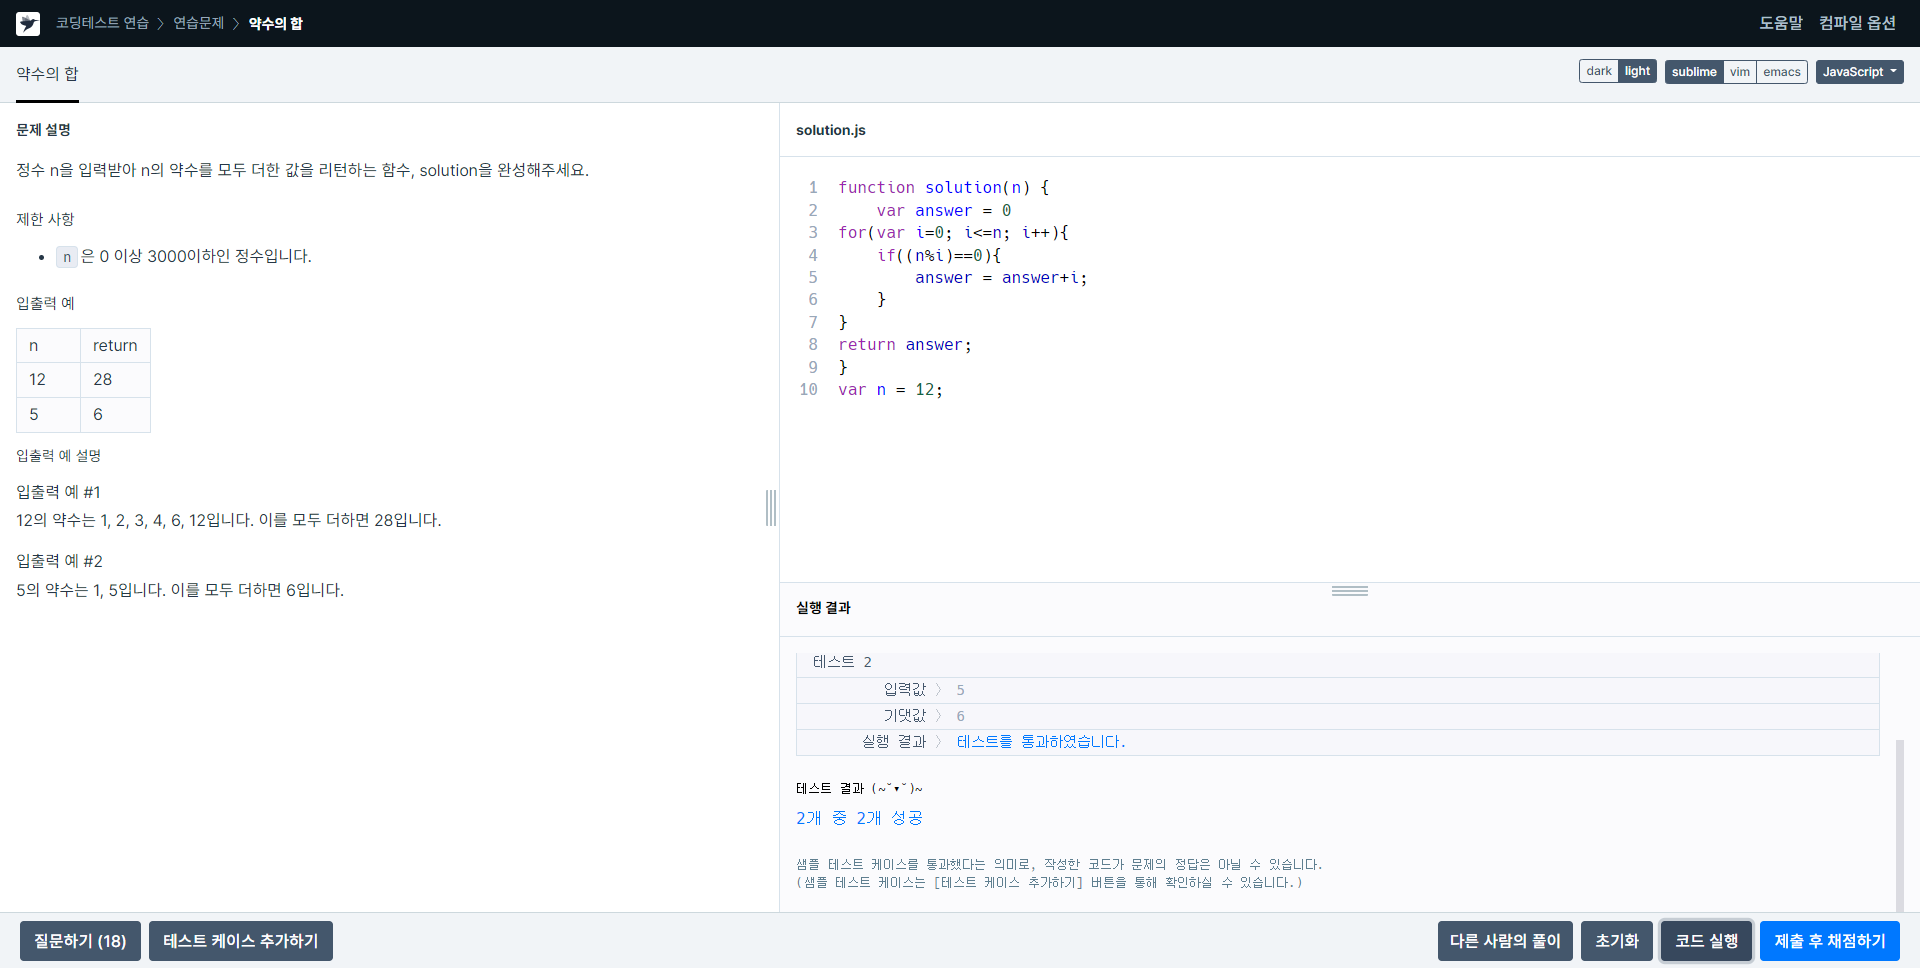 코딩테스트 연습 > 연습문제 > 약수의 합
도움말 컴파일 옵션
약수의 합
dark light sublime vim emacs JavaScript
문제 설명
정수 n을 입력받아 n의 약수를 모두 더한 값을 리턴하는 함수, solution을 완성해주세요.
제한 사항
• n 은 0 이상 3000이하인 정수입니다.
입출력 예
n return
12 28
5 6
입출력 예 설명
입출력 예 #1
12의 약수는 1, 2, 3, 4, 6, 12입니다. 이를 모두 더하면 28입니다.
입출력 예 #2
5의 약수는 1, 5입니다. 이를 모두 더하면 6입니다.
solution.js
1 function solution(n) {
2     var answer = 0
3 for(var i=0; i<=n; i++){
4     if((n%i)==0){
5         answer = answer+i;
6     }
7 }
8 return answer;
9 }
10 var n = 12;
실행 결과
테스트 2
입력값 〉 5
기댓값 〉 6
실행 결과 〉 테스트를 통과하였습니다.
테스트 결과 (~˘▾˘)~
2개 중 2개 성공
샘플 테스트 케이스를 통과했다는 의미로, 작성한 코드가 문제의 정답은 아닐 수 있습니다.
(샘플 테스트 케이스는 [테스트 케이스 추가하기] 버튼을 통해 확인하실 수 있습니다.)
질문하기 (18) 테스트 케이스 추가하기 다른 사람의 풀이 초기화 코드 실행 제출 후 채점하기